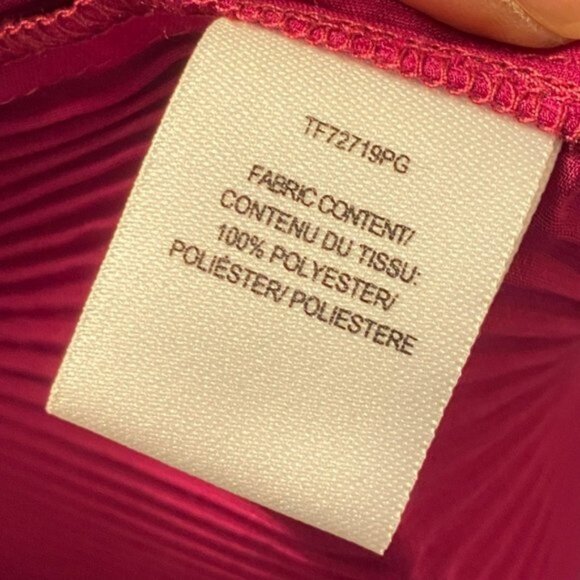 TF72719PG
FABRIC CONTENT/
CONTENU DU TISSU:
100% POLYESTER/
POLIÉSTER/ POLIESTERE